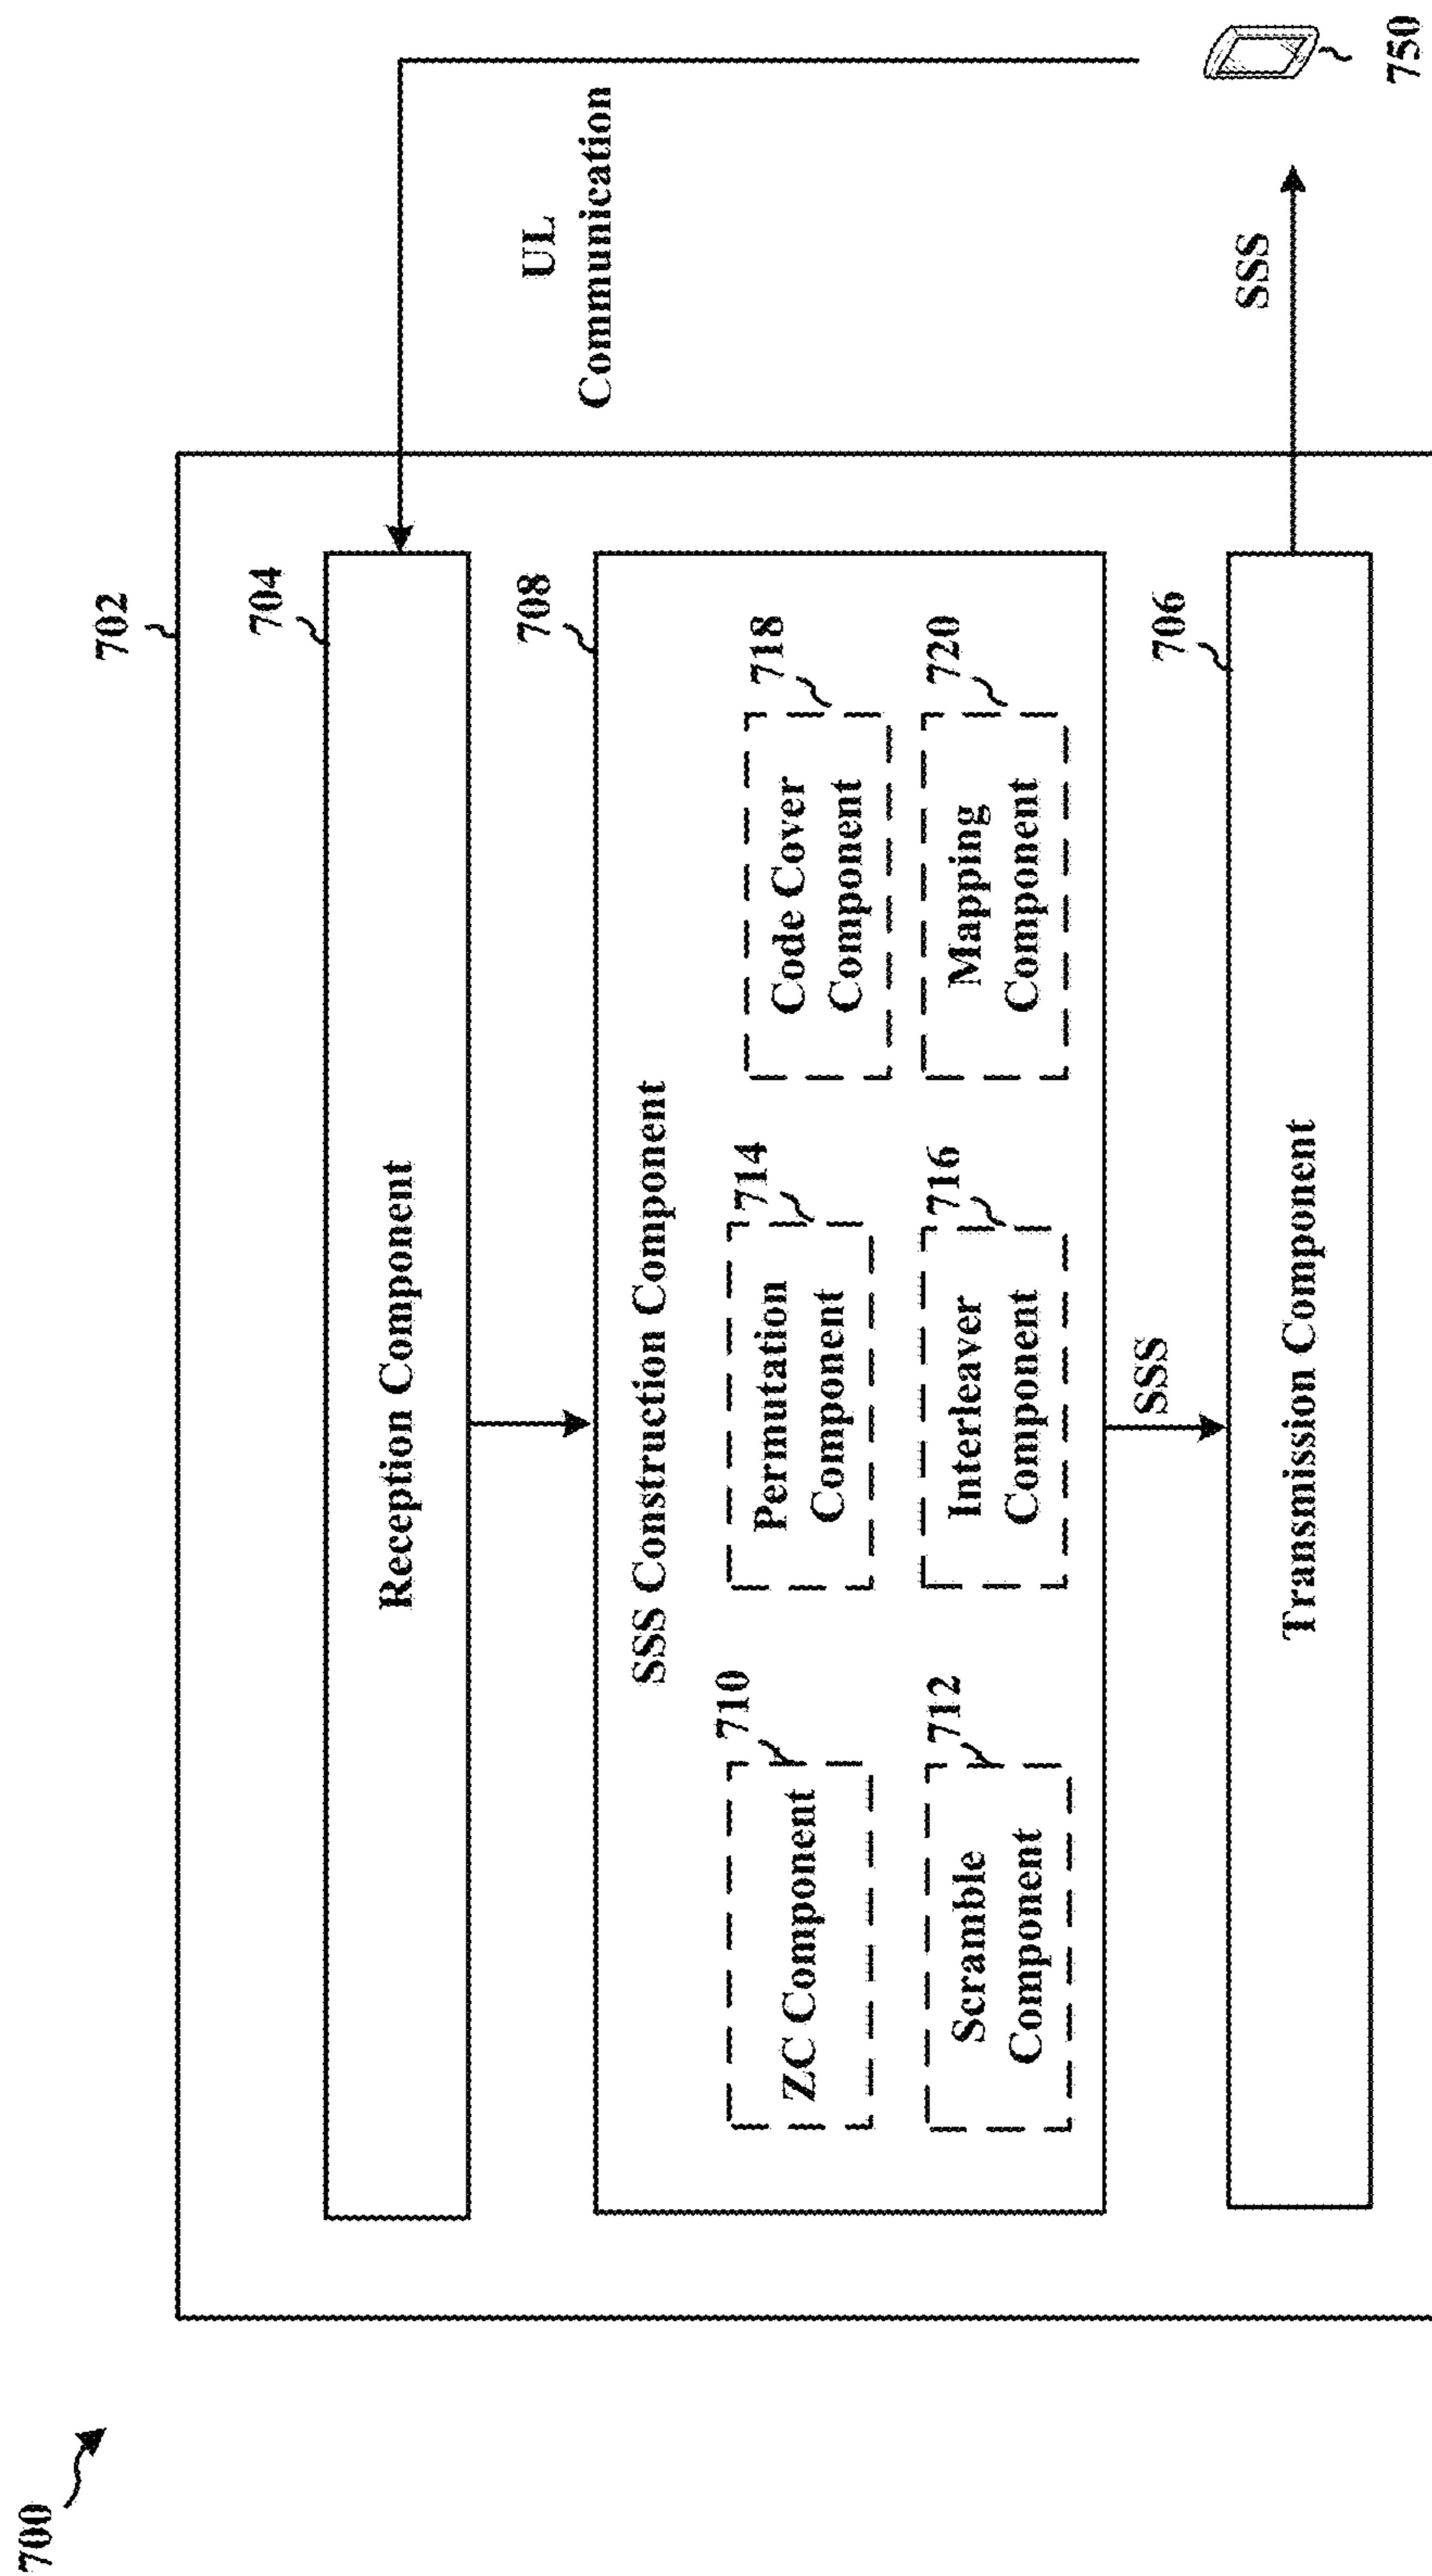 700
702
704
Reception Component
UL
Communication
708
SSS Construction Component
710
ZC Component
714
Permutation
Component
718
Code Cover
Component
712
Scramble
Component
716
Interleaver
Component
720
Mapping
Component
SSS
706
Transmission Component
SSS
750